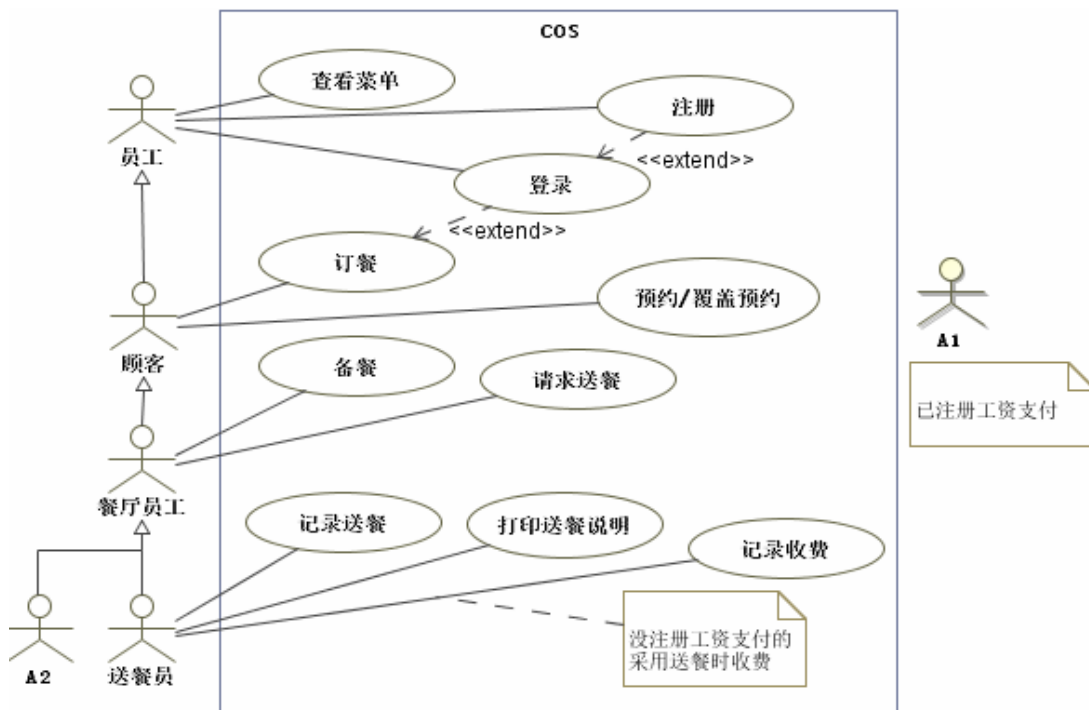 COS
查看菜单
注册
员工
<<extend>>
登录
<<extend>>
订餐
预约/覆盖预约
A1
顾客
备餐
请求送餐
已注册工资支付
餐厅员工
记录送餐
打印送餐说明
记录收费
没注册工资支付的
采用送餐时收费
A2
送餐员